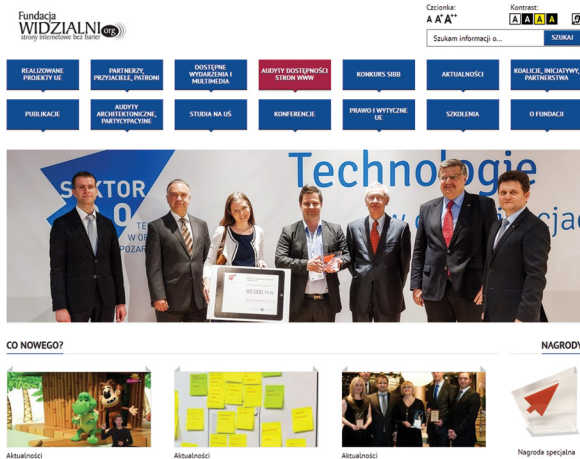 Fundacja
WIDZIALNI org
strony internetowe bez barier
Czcionka:
A A+ A++
Kontrast:
A A A A
Szukam informacji o...
SZUKAJ
REALIZOWANE
PROJEKTY UE
PARTNERZY,
PRZYJACIELE, PATRONI
DOSTĘPNE
WYDARZENIA I
MULTIMEDIA
AUDYTY DOSTĘPNOŚCI
STRON WWW
KONKURS SIBB
AKTUALNOŚCI
KOALICJE, INICJATYWY,
PARTNERSTWA
PUBLIKACJE
AUDYTY
ARCHITEKTONICZNE,
PARTYCYPACYJNE
STUDIA NA UŚ
KONFERENCJE
PRAWO I WYTYCZNE
UE
SZKOLENIA
O FUNDACJI
SEKTOR
Technologie
40 000 PLN
CO NOWEGO?
NAGRODY
Aktualności
Aktualności
Aktualności
Nagroda specjalna